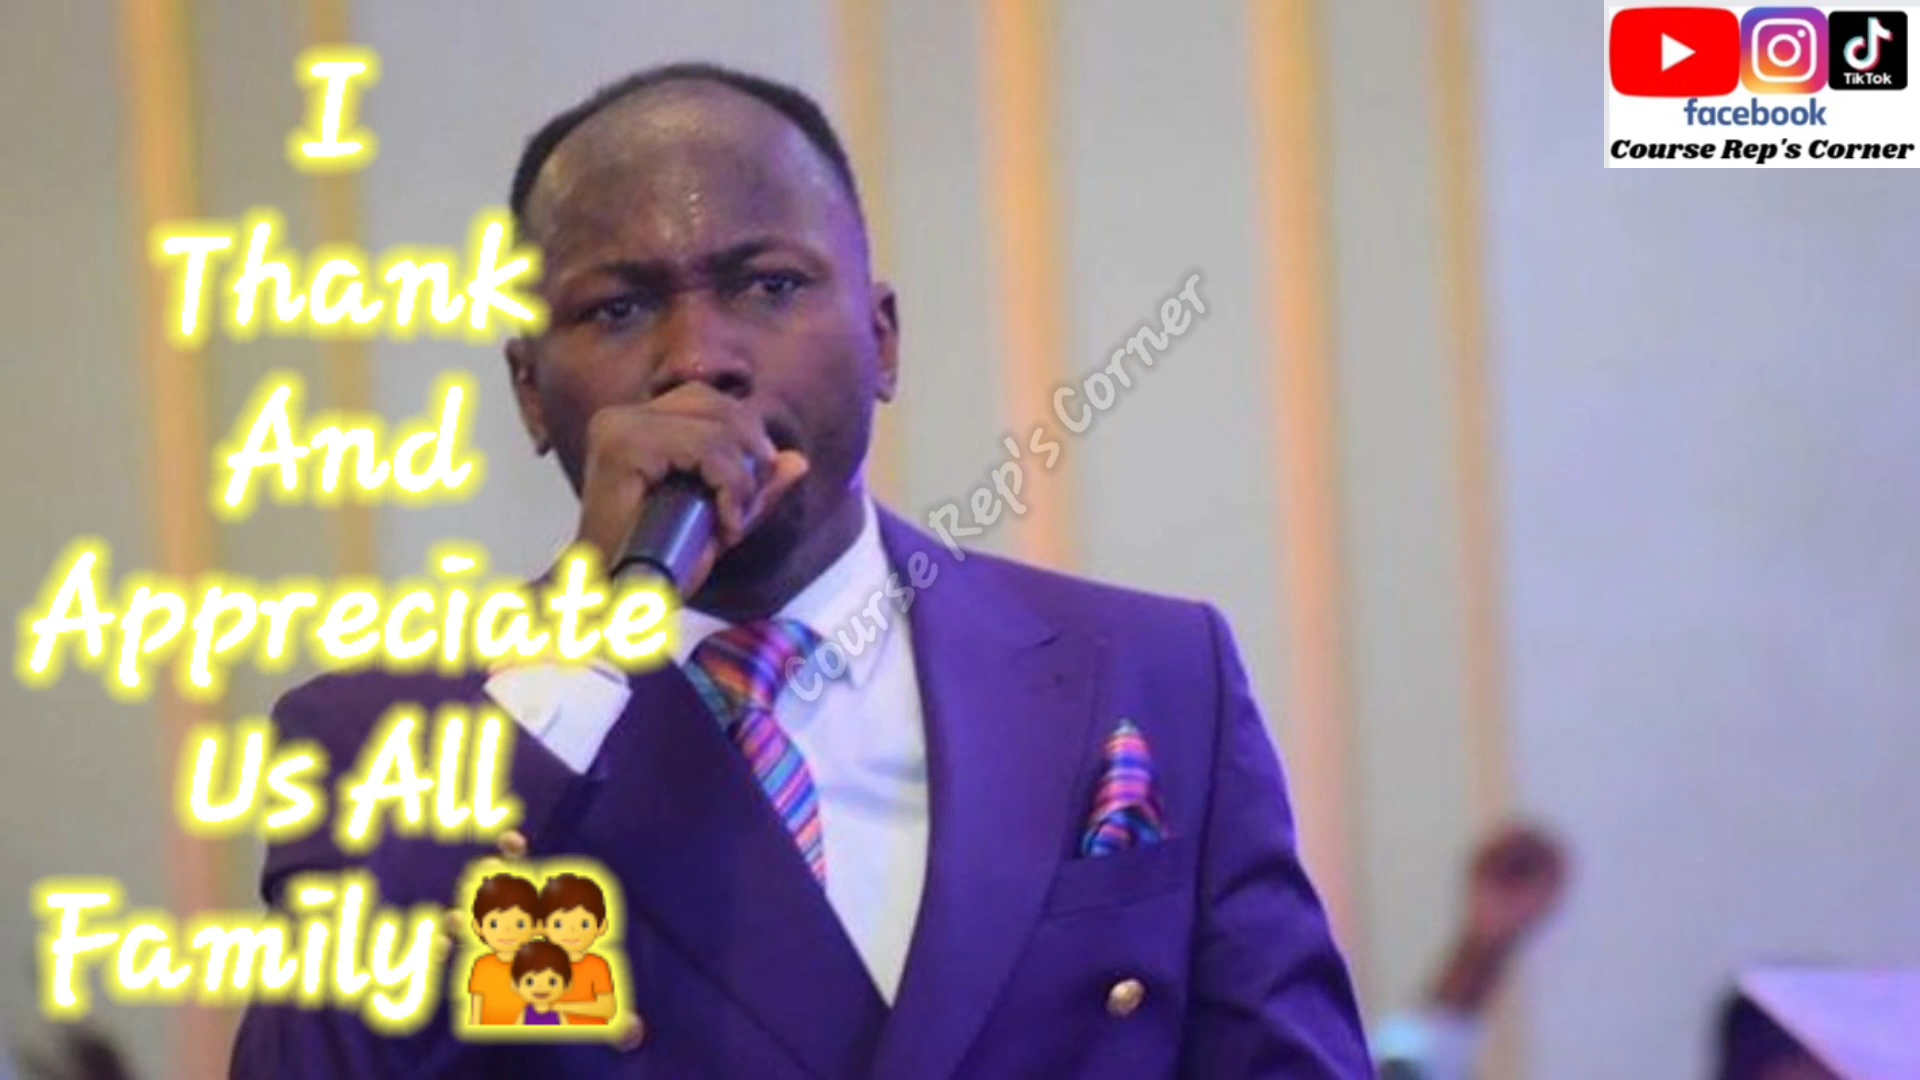 I
Thank
And
Appreciate
Us All
Family
TikTok
facebook
Course Rep's Corner
Course Rep's Corner